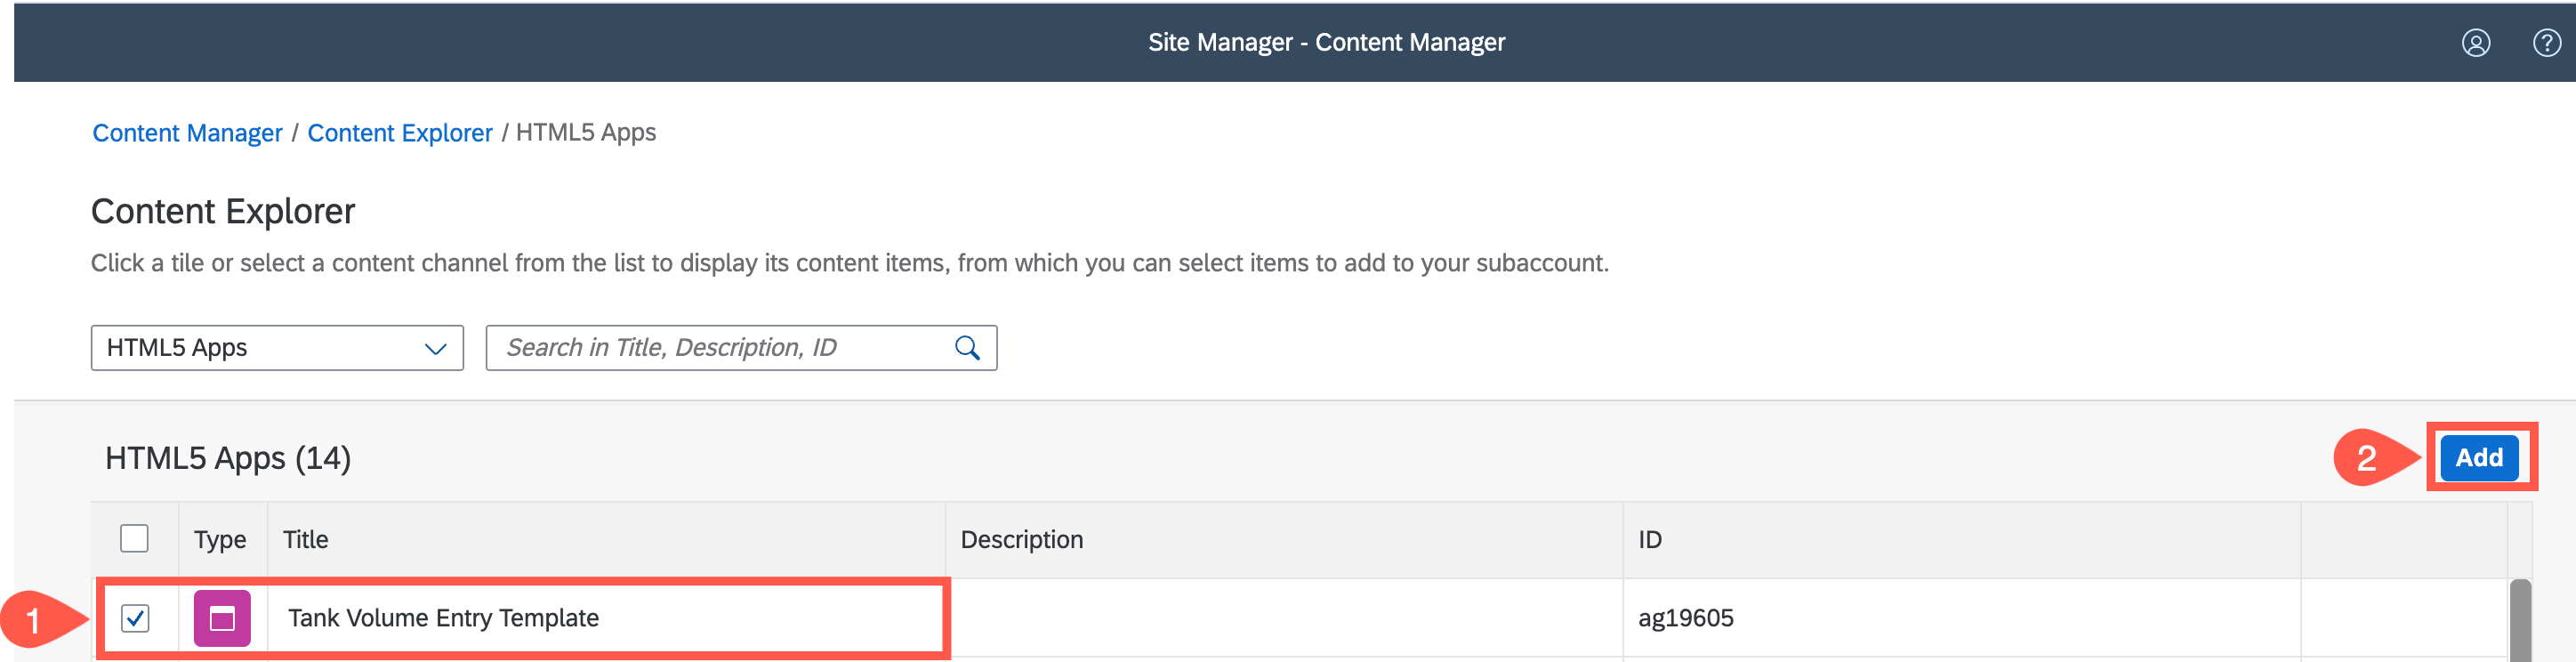 Site Manager - Content Manager
?
Content Manager / Content Explorer / HTML5 Apps
Content Explorer
Click a tile or select a content channel from the list to display its content items, from which you can select items to add to your subaccount.
HTML5 Apps
Search in Title, Description, ID
HTML5 Apps (14)
2
Add
Type
Title
Description
ID
1
Tank Volume Entry Template
ag19605